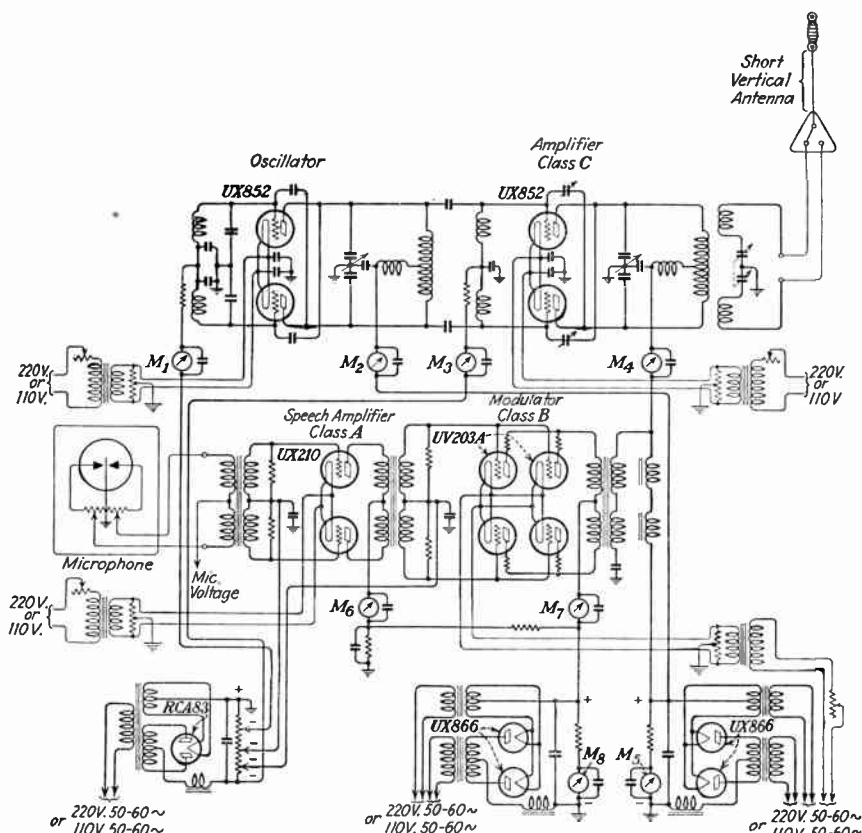 Short
Vertical
Antenna
Oscillator
Amplifier
Class C
UX852
UX852
M1
M2
M3
M4
220V.
or
110V.
220V.
or
110V
Speech Amplifier
Class A
UX210
Modulator
Class B
UV203A
Microphone
Mic.
Voltage
220V.
or
110V.
M6
M7
+
RCA83
-
-
-
-
+
UX866
M8
-
+
M5
-
UX866
220V. 50-60~
or 110V. 50-60~
220V. 50-60~
or 110V. 50-60~
220V. 50-60~
or 110V. 50-60~